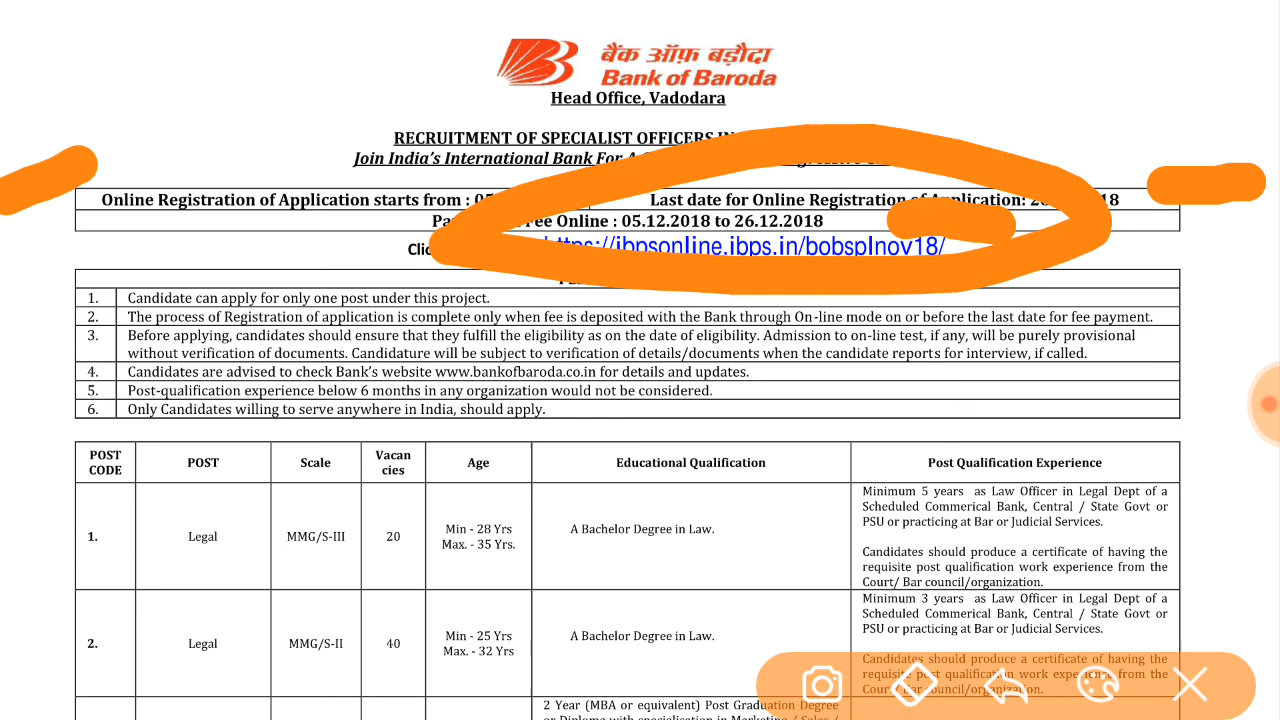 बैंक ऑफ़ बड़ौदा
Bank of Baroda
Head Office, Vadodara
RECRUITMENT OF SPECIALIST OFFICERS
Join India's International Bank For A
Online Registration of Application starts from : Last date for Online Registration of Application:
Fee Online : 05.12.2018 to 26.12.2018
https://ibpsonline.ibps.in/bobsplnov18/
1. Candidate can apply for only one post under this project.
2. The process of Registration of application is complete only when fee is deposited with the Bank through On-line mode on or before the last date for fee payment.
3. Before applying, candidates should ensure that they fulfill the eligibility as on the date of eligibility. Admission to on-line test, if any, will be purely provisional
without verification of documents. Candidature will be subject to verification of details/documents when the candidate reports for interview, if called.
4. Candidates are advised to check Bank's website www.bankofbaroda.co.in for details and updates.
5. Post-qualification experience below 6 months in any organization would not be considered.
6. Only Candidates willing to serve anywhere in India, should apply.
POST CODE POST Scale Vacan cies Age Educational Qualification Post Qualification Experience
1. Legal MMG/S-III 20 Min - 28 Yrs Max. - 35 Yrs. A Bachelor Degree in Law.
Minimum 5 years as Law Officer in Legal Dept of a
Scheduled Commerical Bank, Central / State Govt or
PSU or practicing at Bar or Judicial Services.
Candidates should produce a certificate of having the
requisite post qualification work experience from the
Court/ Bar council/organization.
2. Legal MMG/S-II 40 Min - 25 Yrs Max. - 32 Yrs A Bachelor Degree in Law.
Minimum 3 years as Law Officer in Legal Dept of a
Scheduled Commerical Bank, Central / State Govt or
PSU or practicing at Bar or Judicial Services.
Candidates should produce a certificate of having the
requisite post qualification work experience from the
Court/ Bar council/organization.
2 Year (MBA or equivalent) Post Graduation Degree
or Diploma with specialisation in Marketing / Sales /